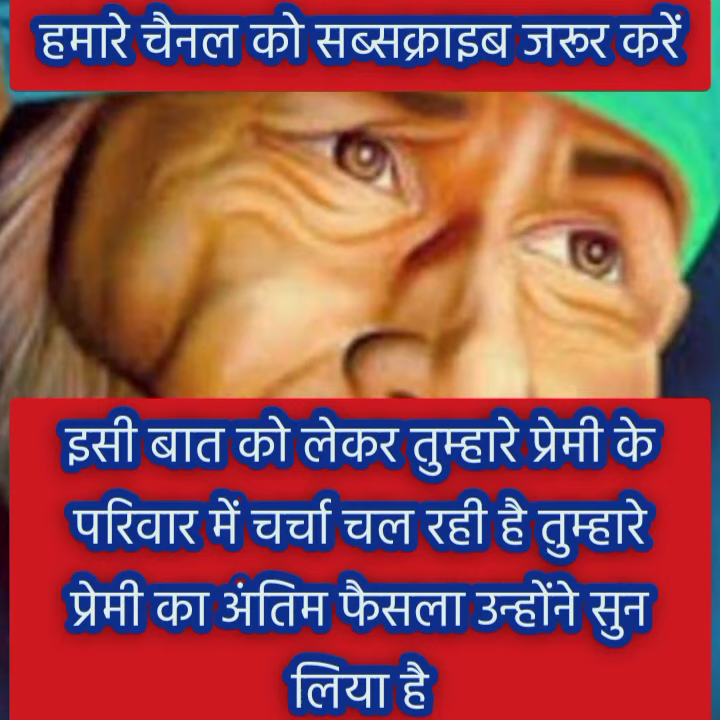 हमारे चैनल को सब्सक्राइब जरूर करें
इसी बात को लेकर तुम्हारे प्रेमी के
परिवार में चर्चा चल रही है तुम्हारे
प्रेमी का अंतिम फैसला उन्होंने सुन
लिया है